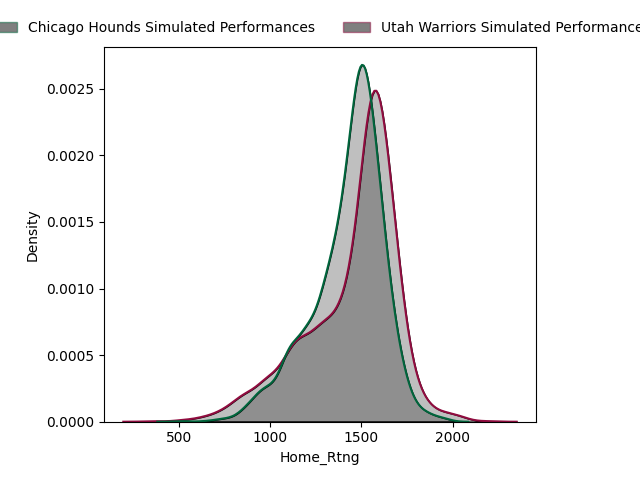 Chicago Hounds Simulated Performances
Utah Warriors Simulated Performance
0.0025
0.0020
0.0015
0.0010
0.0005
0.0000
Density
500
1000
1500
2000
Home_Rtng